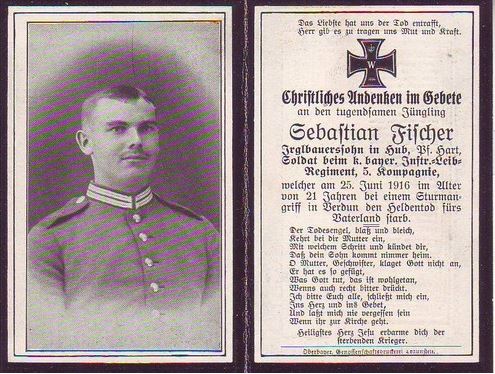 Das Liebste hat uns der Tod entrafft,
Herr gib es zu tragen uns Mut und Kraft.
W
Christliches Andenken im Gebete
an den tugendsamen Jüngling
Sebastian Fischer
Irglbauerssohn in Hub, Pf. Hart,
Soldat beim k. bayer. Inftr.-Leib-
Regiment, 5. Kompagnie,
welcher am 25. Juni 1916 im Alter
von 21 Jahren bei einem Sturman-
griff in Verdun den Heldentod fürs
Vaterland starb.
Der Todesengel, blaß und bleich,
Kehrt bei dir Mutter ein,
Mit weichem Schritt und kündet dir,
Daß dein Sohn kommt nimmer heim.
O Mutter, Geschwister, klaget Gott nicht an,
Er hat es so gefügt,
Was Gott tut, das ist wohlgetan,
Wenns auch recht bitter drückt.
Ich bitte Euch alle, schließt mich ein,
Ins Herz und ins Gebet,
Und laßt mich nie vergessen sein
Wenn ihr zur Kirche geht.
Heiligstes Herz Jesu erbarme dich der
sterbenden Krieger.
Oberbayer. Genossenschaftsdruckerei Traunstein.